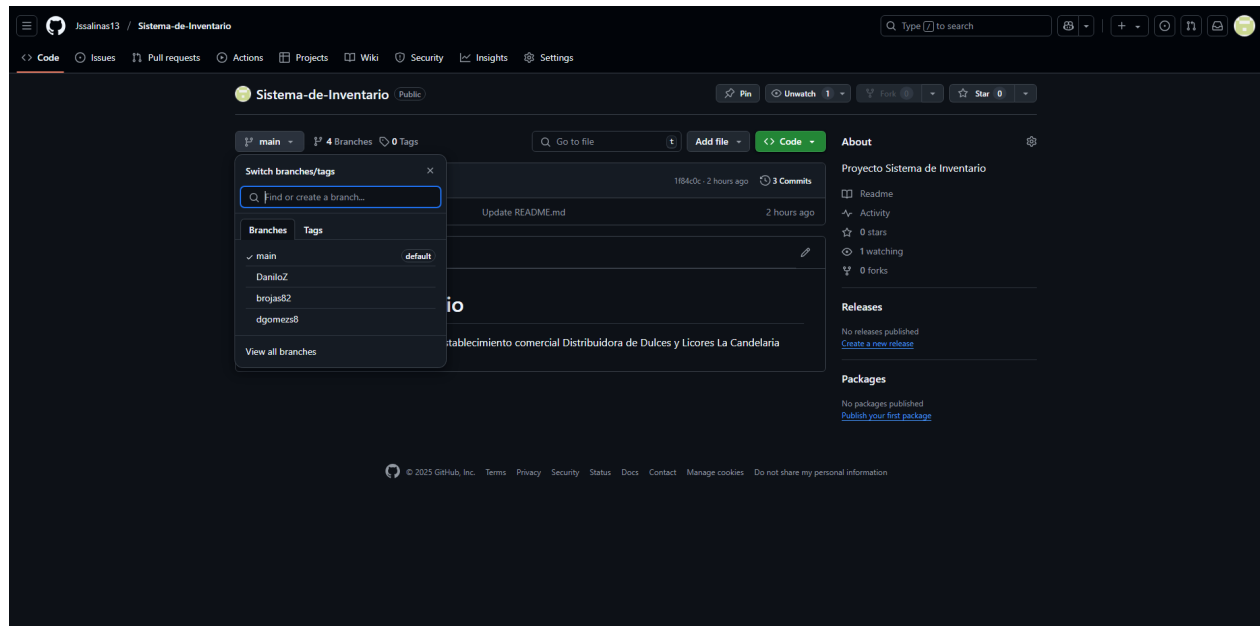 Jssalinas13 / Sistema-de-Inventario
Type / to search
Code Issues Pull requests Actions Projects Wiki Security Insights Settings
Sistema-de-Inventario Public
Pin Unwatch 1 Fork 0 Star 0
main 4 Branches 0 Tags
Go to file t Add file Code
Switch branches/tags
Find or create a branch...
Branches Tags
main default
DaniloZ
brojas82
dgomezs8
View all branches
1f84c0c · 2 hours ago 3 Commits
Update README.md 2 hours ago
io
stablecimiento comercial Distribuidora de Dulces y Licores La Candelaria
About
Proyecto Sistema de Inventario
Readme
Activity
0 stars
1 watching
0 forks
Releases
No releases published
Create a new release
Packages
No packages published
Publish your first package
© 2025 GitHub, Inc. Terms Privacy Security Status Docs Contact Manage cookies Do not share my personal information